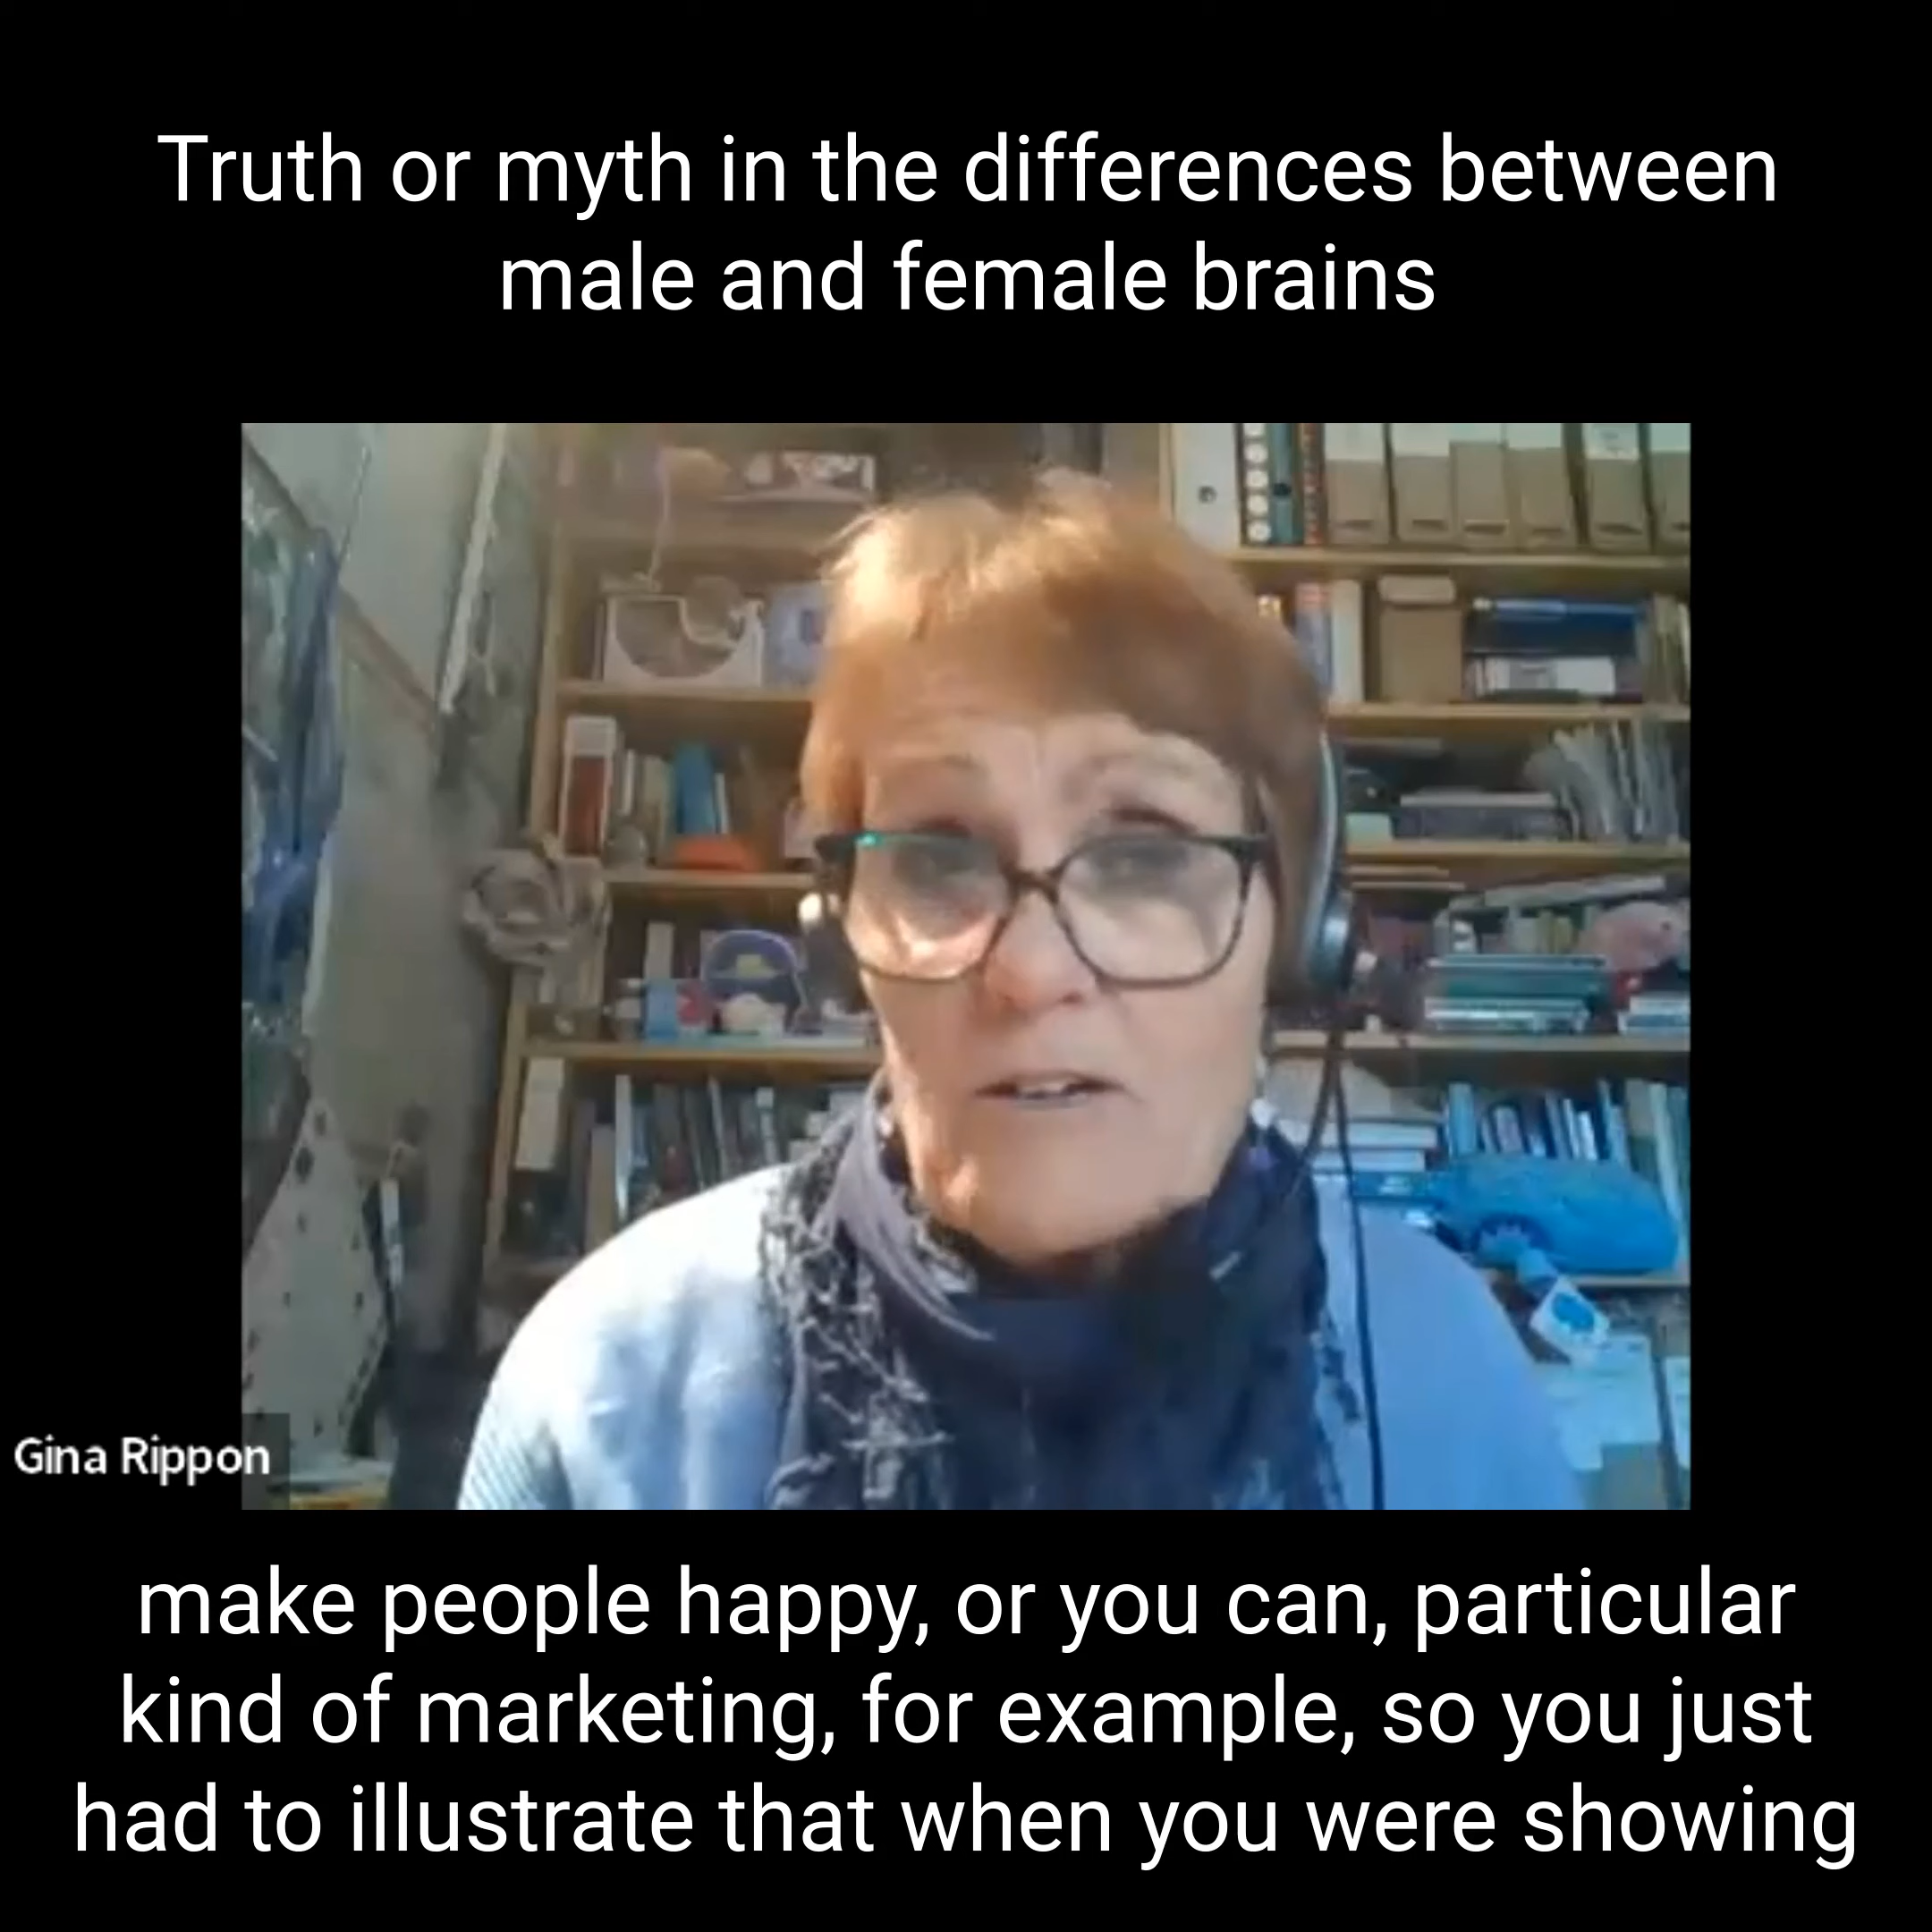 Truth or myth in the differences between
male and female brains
Gina Rippon
make people happy, or you can, particular
kind of marketing, for example, so you just
had to illustrate that when you were showing